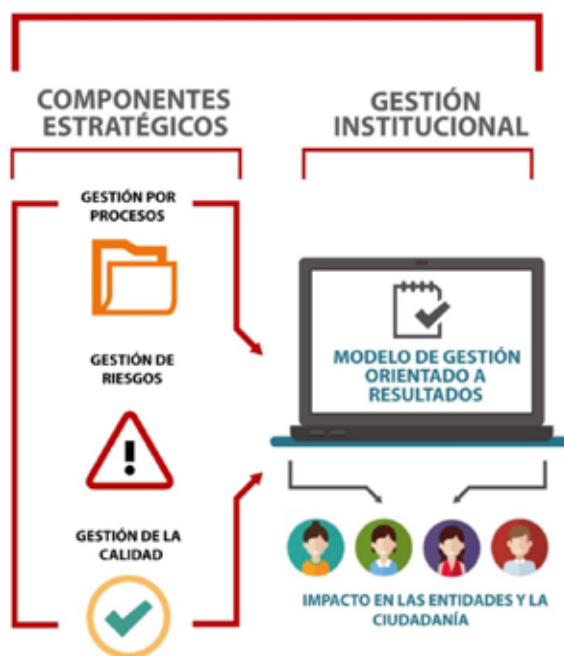 COMPONENTES
ESTRATÉGICOS
GESTIÓN POR
PROCESOS
GESTIÓN DE
RIESGOS
GESTIÓN DE LA
CALIDAD
GESTIÓN
INSTITUCIONAL
MODELO DE GESTIÓN
ORIENTADO A
RESULTADOS
IMPACTO EN LAS ENTIDADES Y LA
CIUDADANÍA